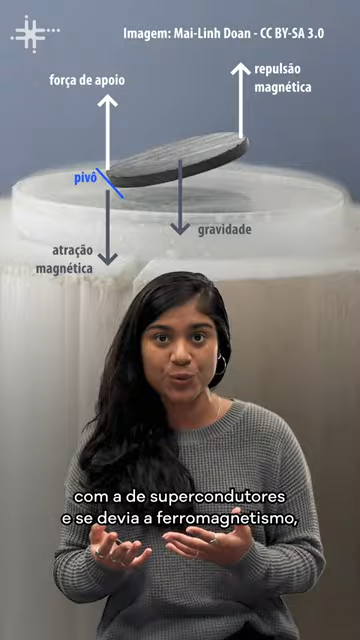 Imagem: Mai-Linh Doan - CC BY-SA 3.0
força de apoio
repulsão
magnética
pivô
gravidade
atração
magnética
com a de supercondutores
e se devia a ferromagnetismo,